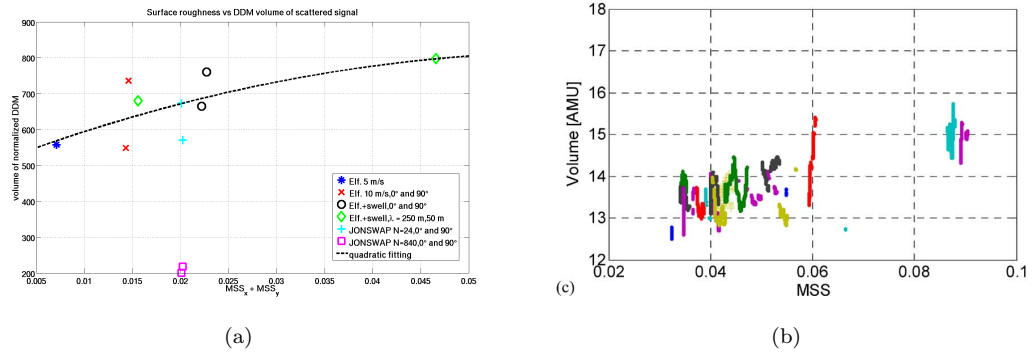 Surface roughness vs DDM volume of scattered signal
volume of normalized DDM
900
800
700
600
500
400
300
200
0.005
0.01
0.015
0.02
0.025
0.03
0.035
0.04
0.045
0.05
MSSx + MSSy
Elf. 5 m/s
Elf. 10 m/s,0° and 90°
Elf.+swell,0° and 90°
Elf.+swell,λ = 250 m,50 m
JONSWAP N=24,0° and 90°
JONSWAP N=840,0° and 90°
quadratic fitting
(a)
Volume [AMU]
18
17
16
15
14
13
12
0.02
0.04
0.06
0.08
0.1
(c)
MSS
(b)